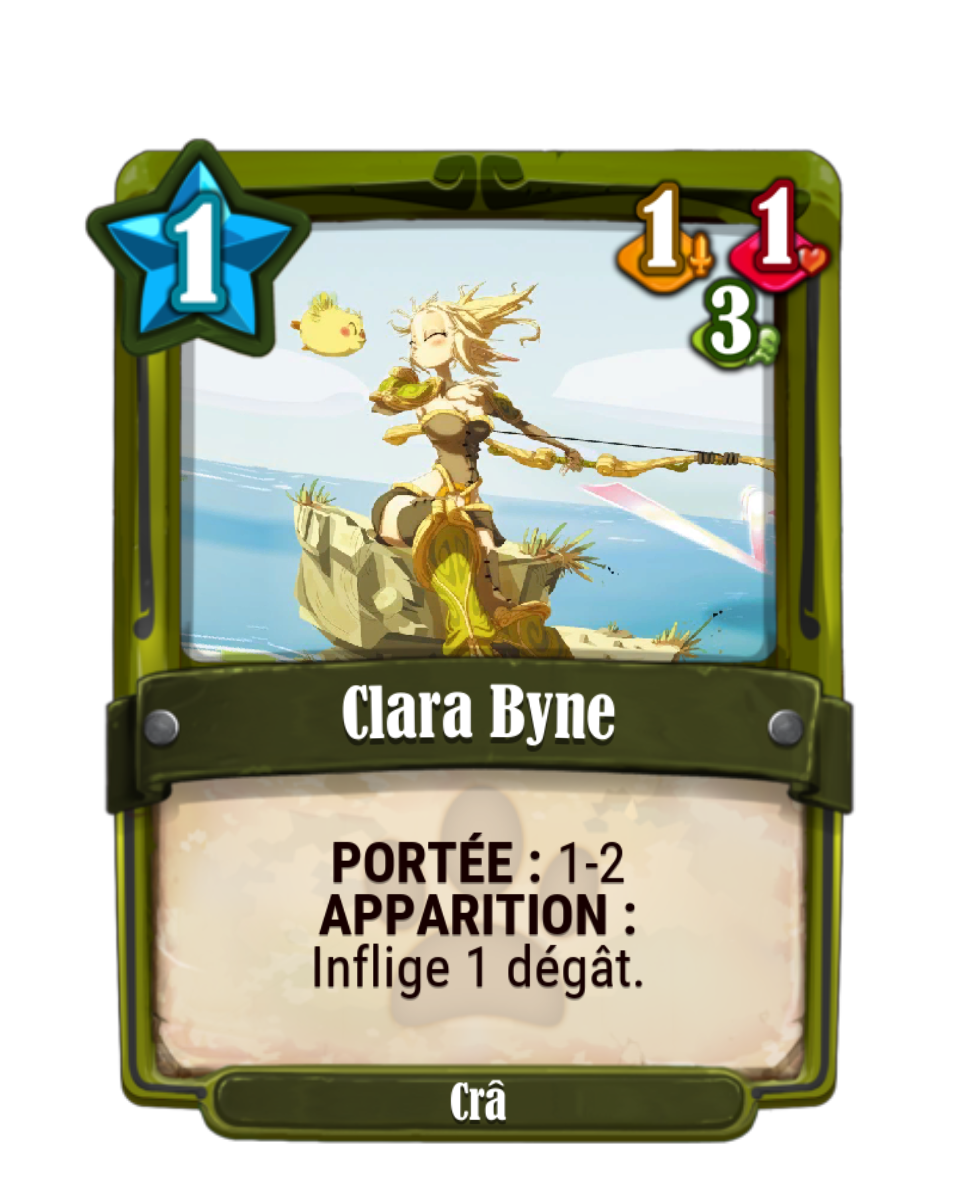 1
1 1
3
Clara Byne
PORTÉE : 1-2
APPARITION :
Inflige 1 dégât.
Crâ